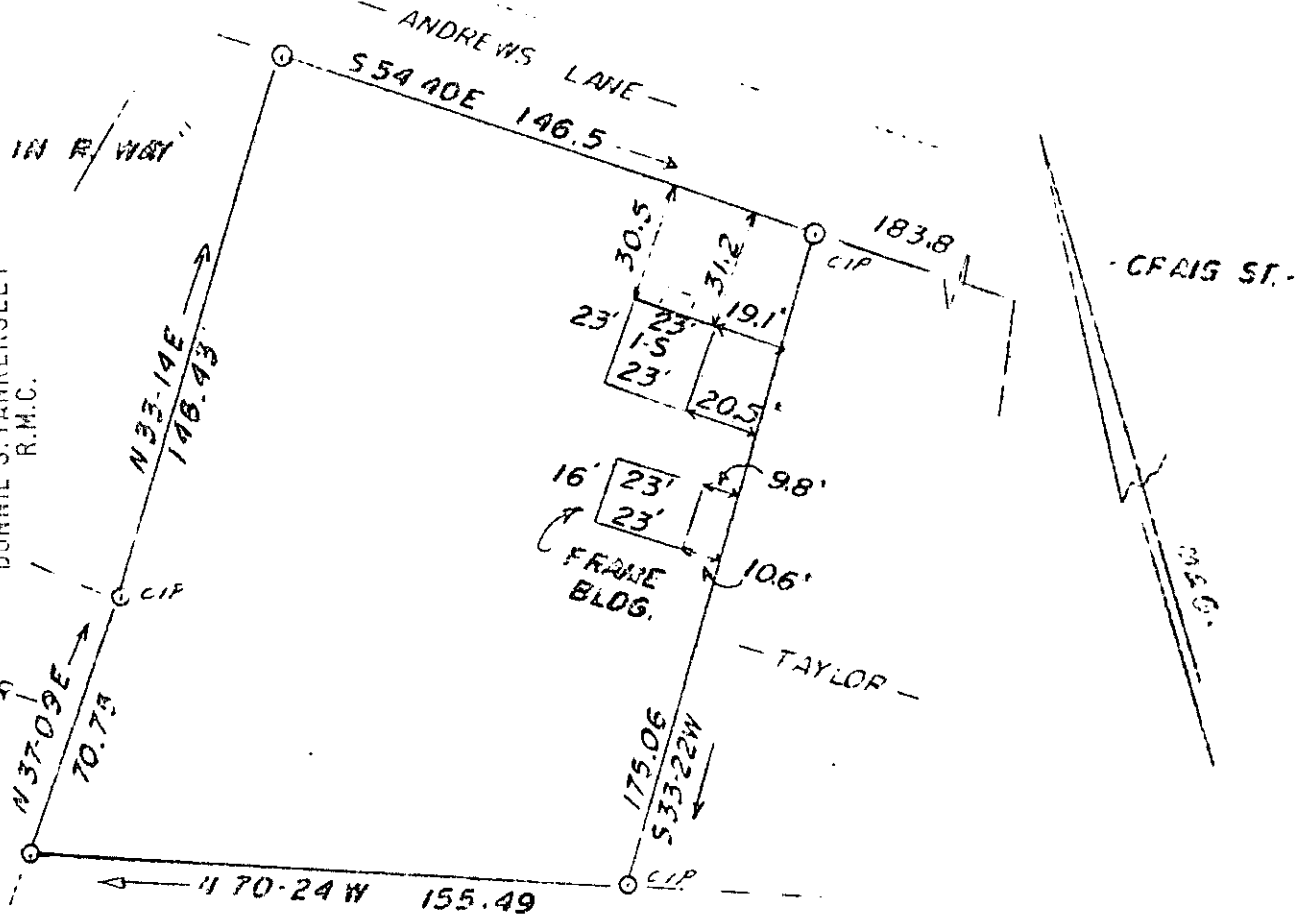 — ANDREWS LANE —
S 54 40E 146.5
IN R/ WAY"
183.8
CIP
- CRAIG ST. -
30.5
31.2
19.1'
23'
23'
1-S
23'
20.5'
N 33-14E
148.43
R.M.C.
16'
23'
23'
9.8'
10.6'
FRAME
BLDG.
CIP
— TAYLOR —
N 37-09E
175.06
S 33-22W
CIP
N 70-24 W 155.49